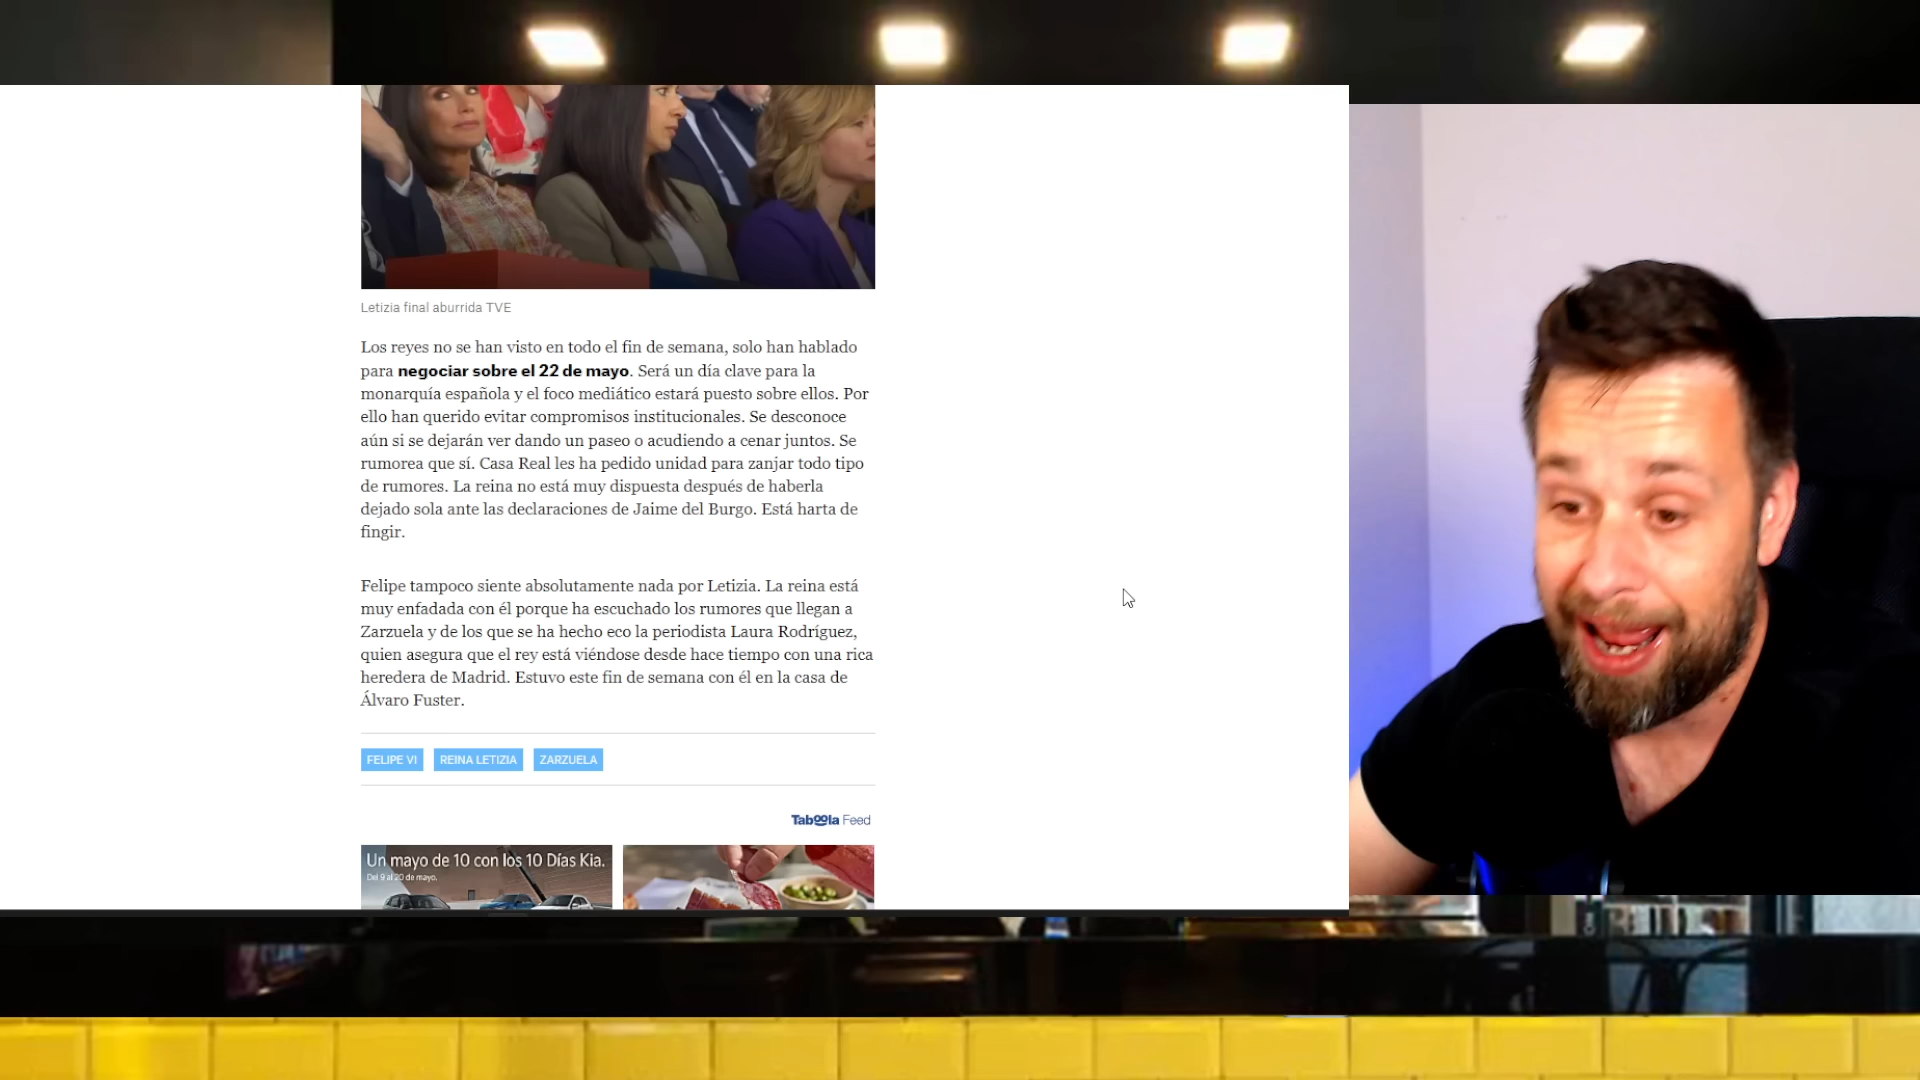 Letizia final aburrida TVE
Los reyes no se han visto en todo el fin de semana, solo han hablado
para negociar sobre el 22 de mayo. Será un día clave para la
monarquía española y el foco mediático estará puesto sobre ellos. Por
ello han querido evitar compromisos institucionales. Se desconoce
aún si se dejarán ver dando un paseo o acudiendo a cenar juntos. Se
rumorea que sí. Casa Real les ha pedido unidad para zanjar todo tipo
de rumores. La reina no está muy dispuesta después de haberla
dejado sola ante las declaraciones de Jaime del Burgo. Está harta de
fingir.
Felipe tampoco siente absolutamente nada por Letizia. La reina está
muy enfadada con él porque ha escuchado los rumores que llegan a
Zarzuela y de los que se ha hecho eco la periodista Laura Rodríguez,
quien asegura que el rey está viéndose desde hace tiempo con una rica
heredera de Madrid. Estuvo este fin de semana con él en la casa de
Álvaro Fuster.
FELIPE VI REINA LETIZIA ZARZUELA
Taboola Feed
Un mayo de 10 con los 10 Días Kia.
Del 9 al 20 de mayo.